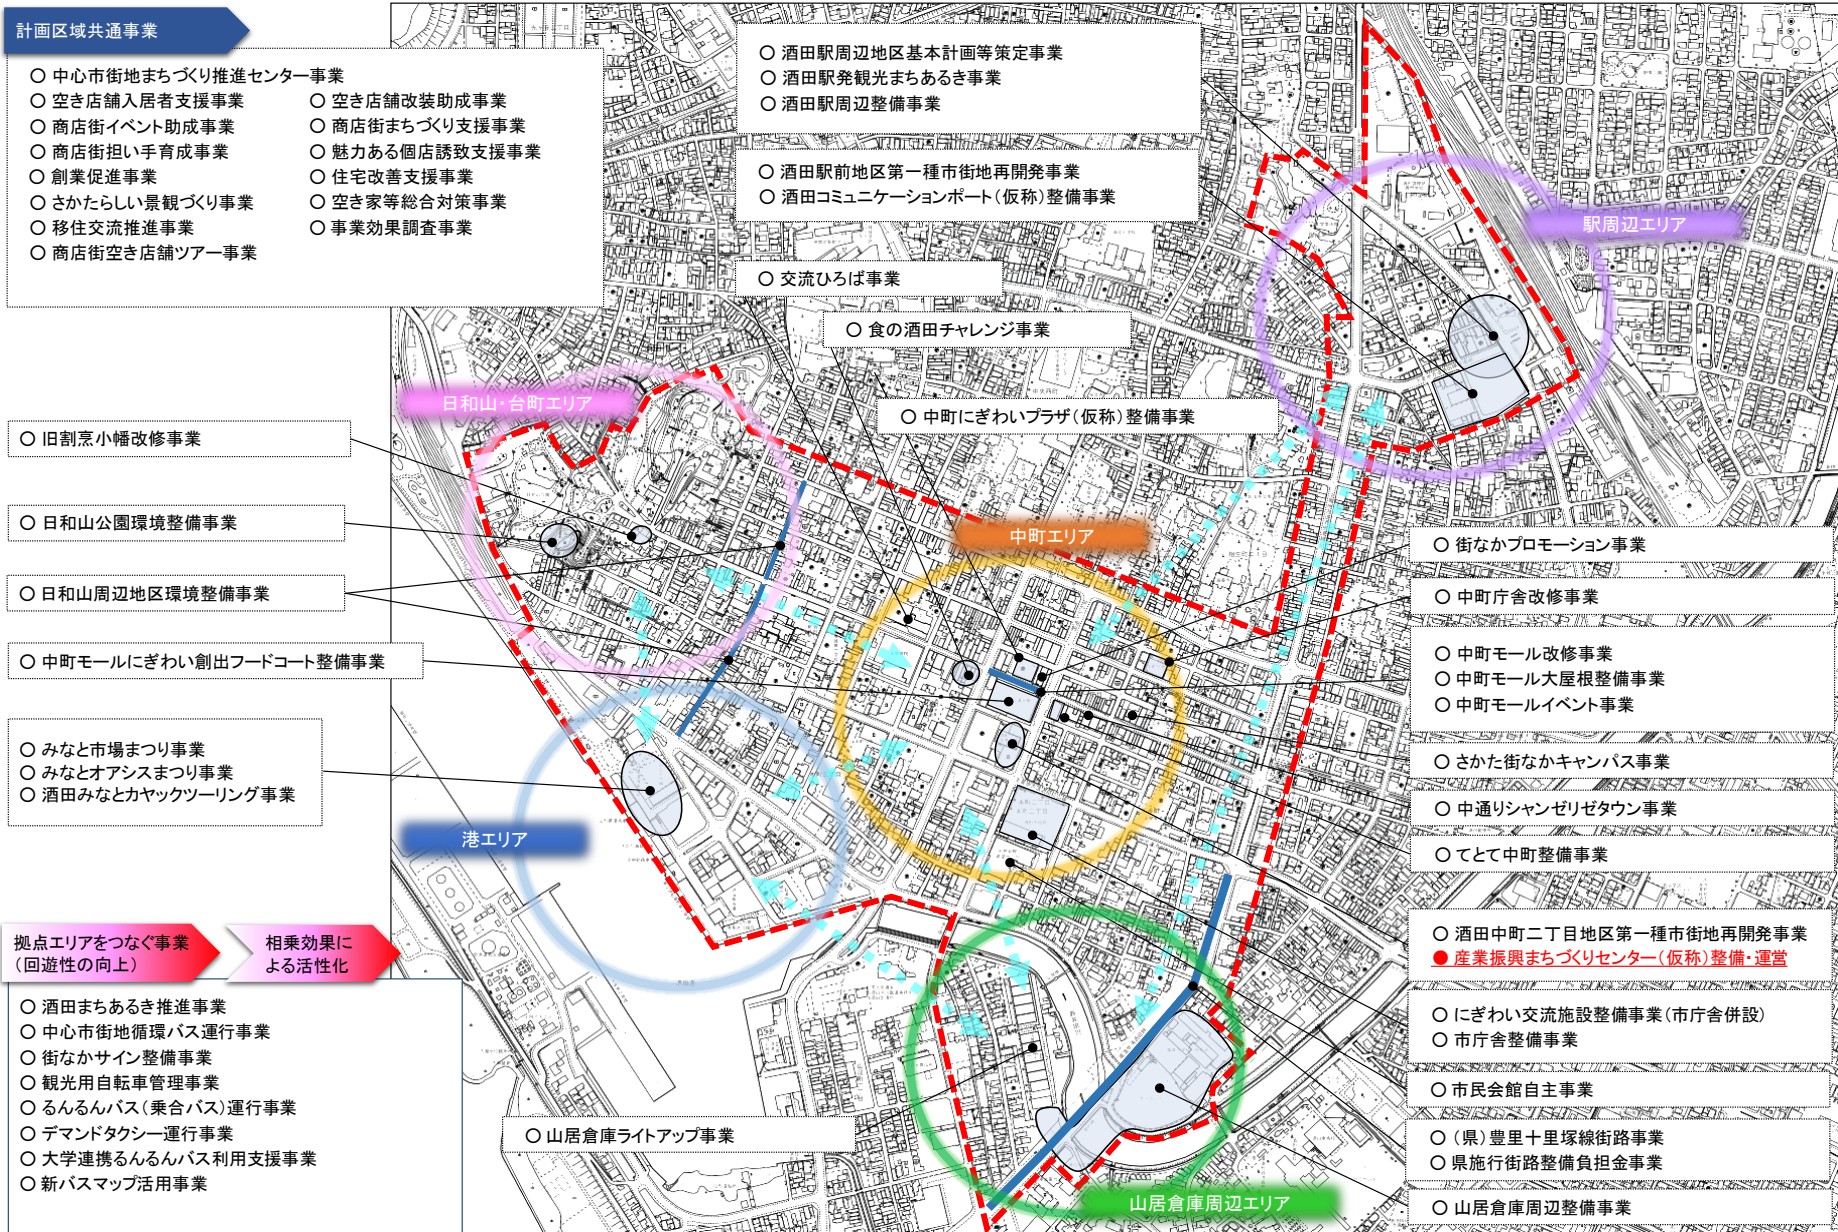 計画区域共通事業
○ 中心市街地まちづくり推進センター事業
○ 空き店舗入居者支援事業
○ 空き店舗改装助成事業
○ 商店街イベント助成事業
○ 商店街まちづくり支援事業
○ 商店街担い手育成事業
○ 魅力ある個店誘致支援事業
○ 創業促進事業
○ 住宅改善支援事業
○ さかたらしい景観づくり事業
○ 空き家等総合対策事業
○ 移住交流推進事業
○ 事業効果調査事業
○ 商店街空き店舗ツアー事業
○ 酒田駅周辺地区基本計画等策定事業
○ 酒田駅発観光まちあるき事業
○ 酒田駅周辺整備事業
○ 酒田駅前地区第一種市街地再開発事業
○ 酒田コミュニケーションポート(仮称)整備事業
駅周辺エリア
○ 交流ひろば事業
○ 食の酒田チャレンジ事業
○ 中町にぎわいプラザ(仮称)整備事業
日和山・台町エリア
○ 旧割烹小幡改修事業
○ 日和山公園環境整備事業
○ 日和山周辺地区環境整備事業
○ 中町モールにぎわい創出フードコート整備事業
○ みなと市場まつり事業
○ みなとオアシスまつり事業
○ 酒田みなとカヤックツーリング事業
港エリア
中町エリア
○ 街なかプロモーション事業
○ 中町庁舎改修事業
○ 中町モール改修事業
○ 中町モール大屋根整備事業
○ 中町モールイベント事業
○ さかた街なかキャンパス事業
○ 中通りシャンゼリゼタウン事業
○ てとて中町整備事業
○ 酒田中町二丁目地区第一種市街地再開発事業
● 産業振興まちづくりセンター(仮称)整備・運営
○ にぎわい交流施設整備事業(市庁舎併設)
○ 市庁舎整備事業
○ 市民会館自主事業
○ (県)豊里十里塚線街路事業
○ 県施行街路整備負担金事業
○ 山居倉庫周辺整備事業
拠点エリアをつなぐ事業
(回遊性の向上)
相乗効果に
よる活性化
○ 酒田まちあるき推進事業
○ 中心市街地循環バス運行事業
○ 街なかサイン整備事業
○ 観光用自転車管理事業
○ るんるんバス(乗合バス)運行事業
○ デマンドタクシー運行事業
○ 大学連携るんるんバス利用支援事業
○ 新バスマップ活用事業
○ 山居倉庫ライトアップ事業
山居倉庫周辺エリア